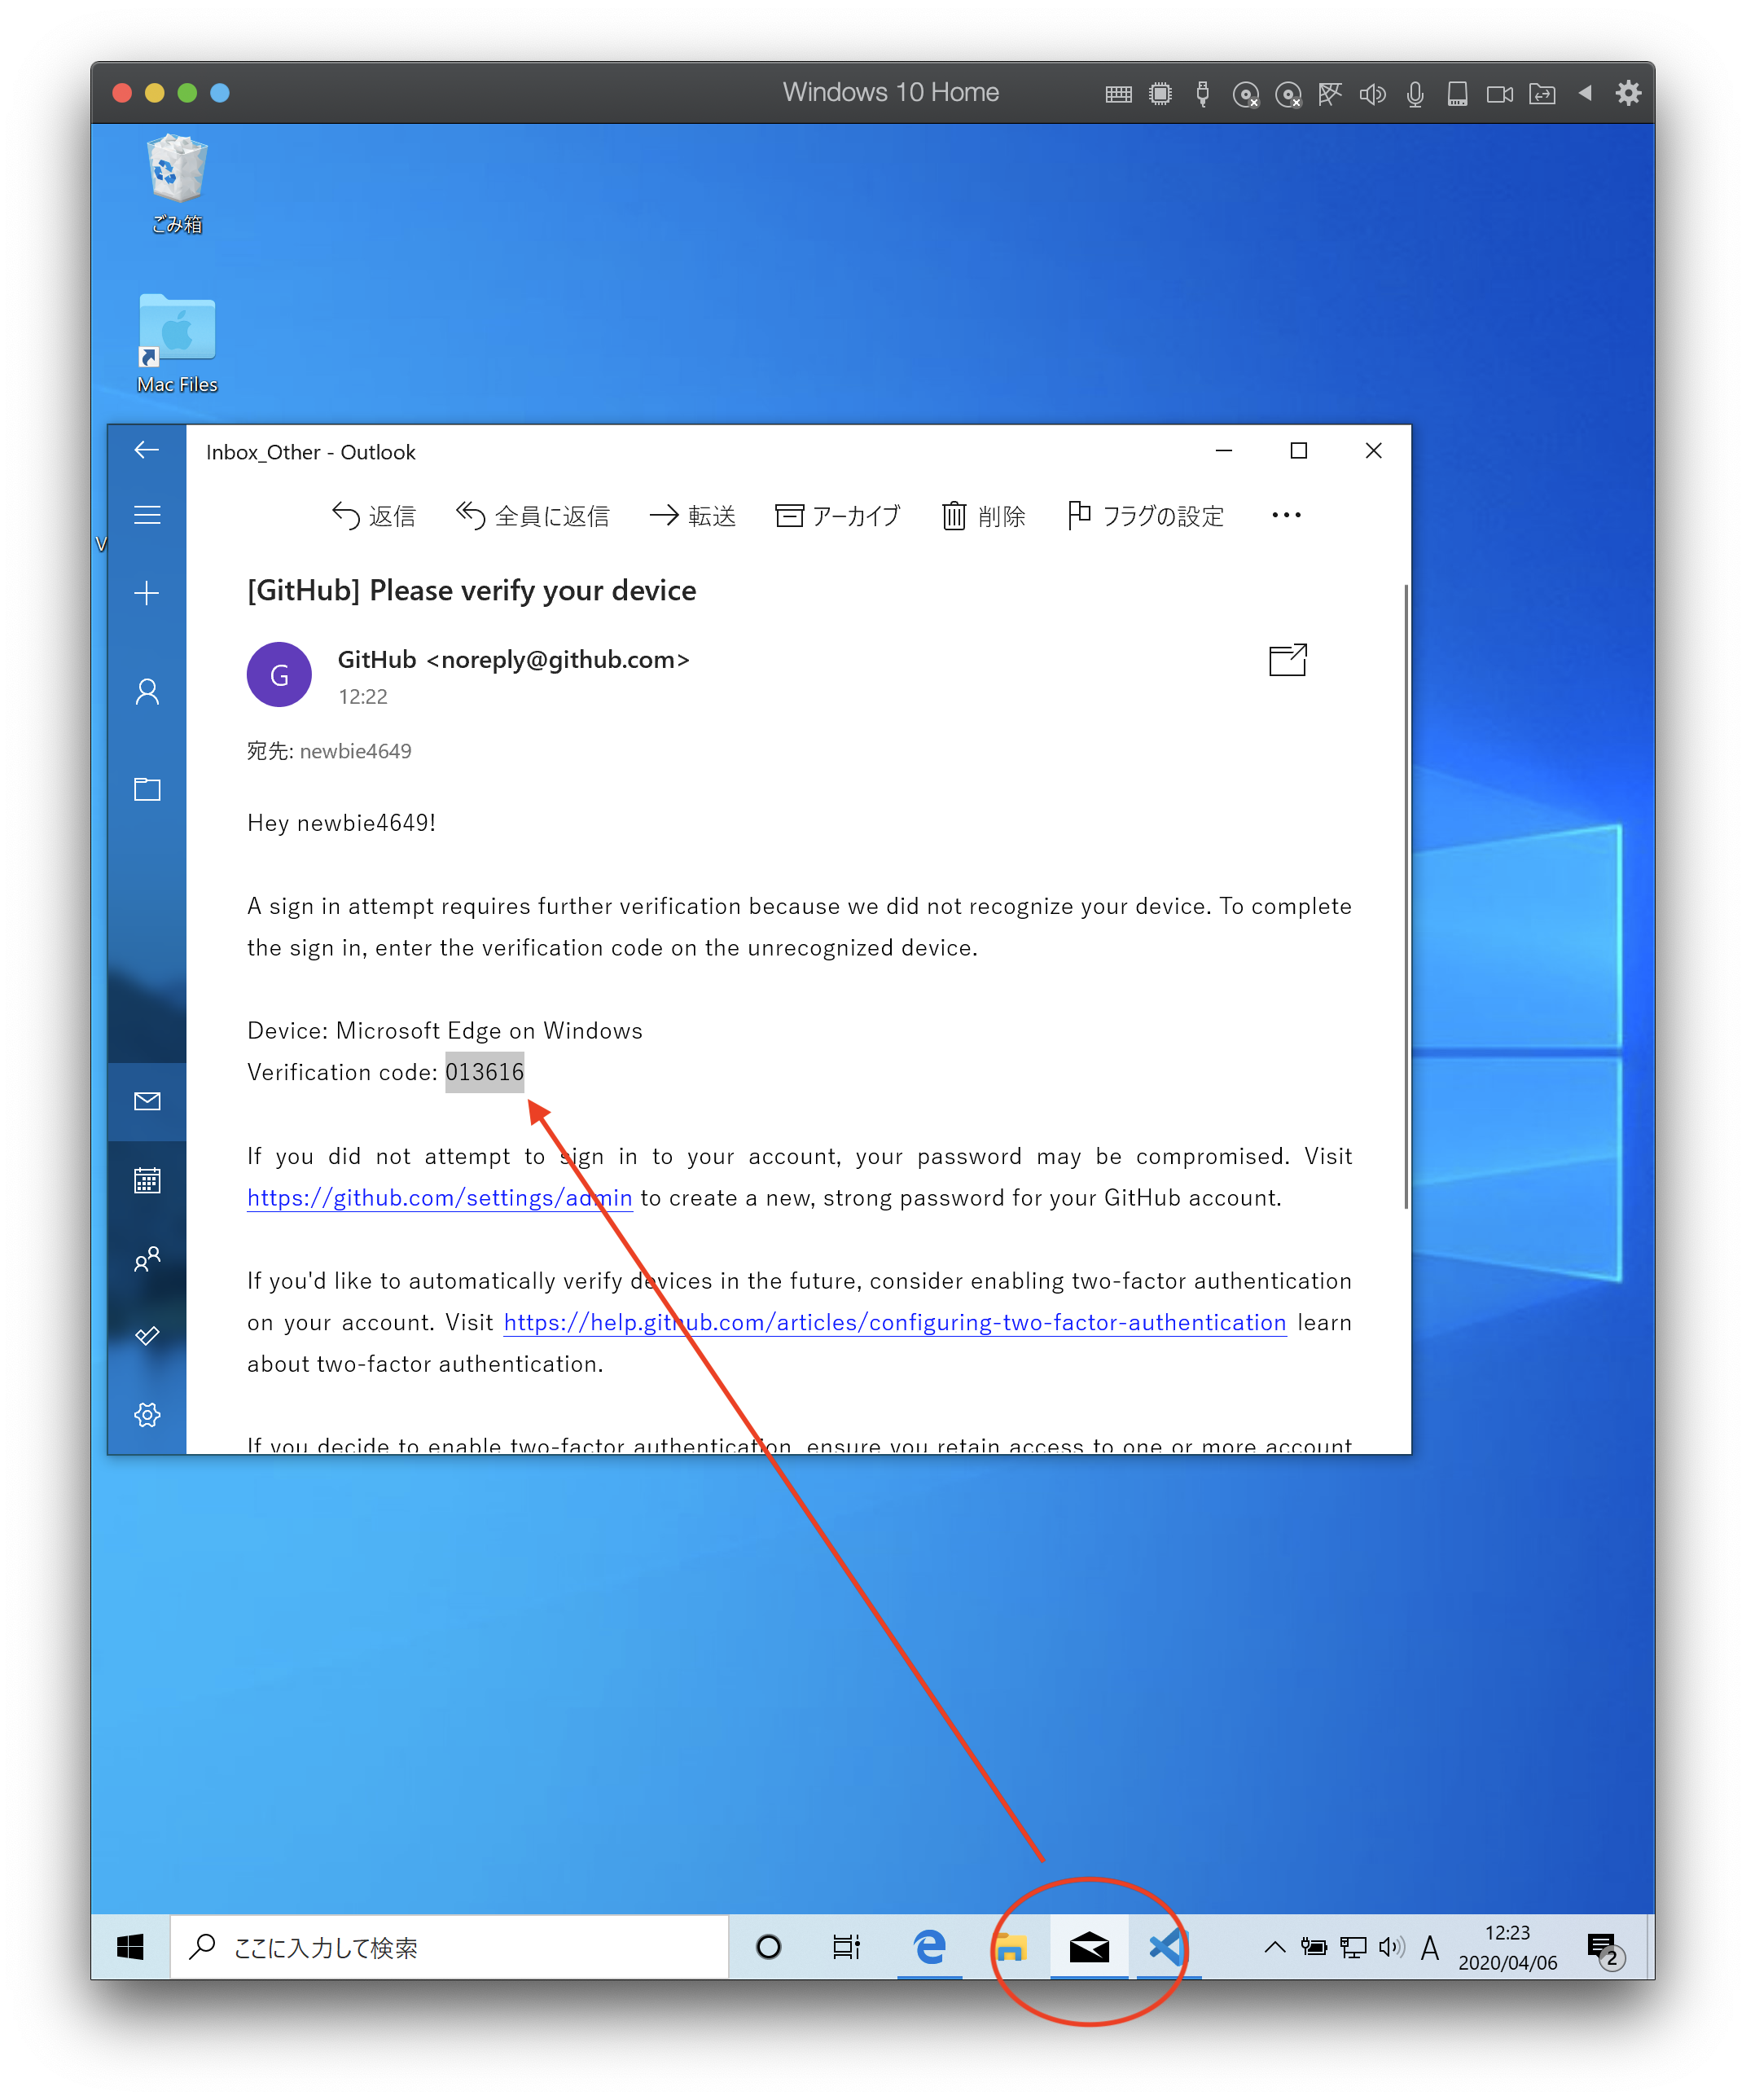 Windows 10 Home
ごみ箱
Mac Files
V
Inbox_Other - Outlook
返信 全員に返信 転送 アーカイブ 削除 フラグの設定 ...
[GitHub] Please verify your device
G
GitHub <noreply@github.com>
12:22
宛先: newbie4649
Hey newbie4649!
A sign in attempt requires further verification because we did not recognize your device. To complete
the sign in, enter the verification code on the unrecognized device.
Device: Microsoft Edge on Windows
Verification code: 013616
If you did not attempt to sign in to your account, your password may be compromised. Visit
https://github.com/settings/admin to create a new, strong password for your GitHub account.
If you'd like to automatically verify devices in the future, consider enabling two-factor authentication
on your account. Visit https://help.github.com/articles/configuring-two-factor-authentication learn
about two-factor authentication.
If you decide to enable two-factor authentication, ensure you retain access to one or more account
ここに入力して検索
A
12:23
2020/04/06
2